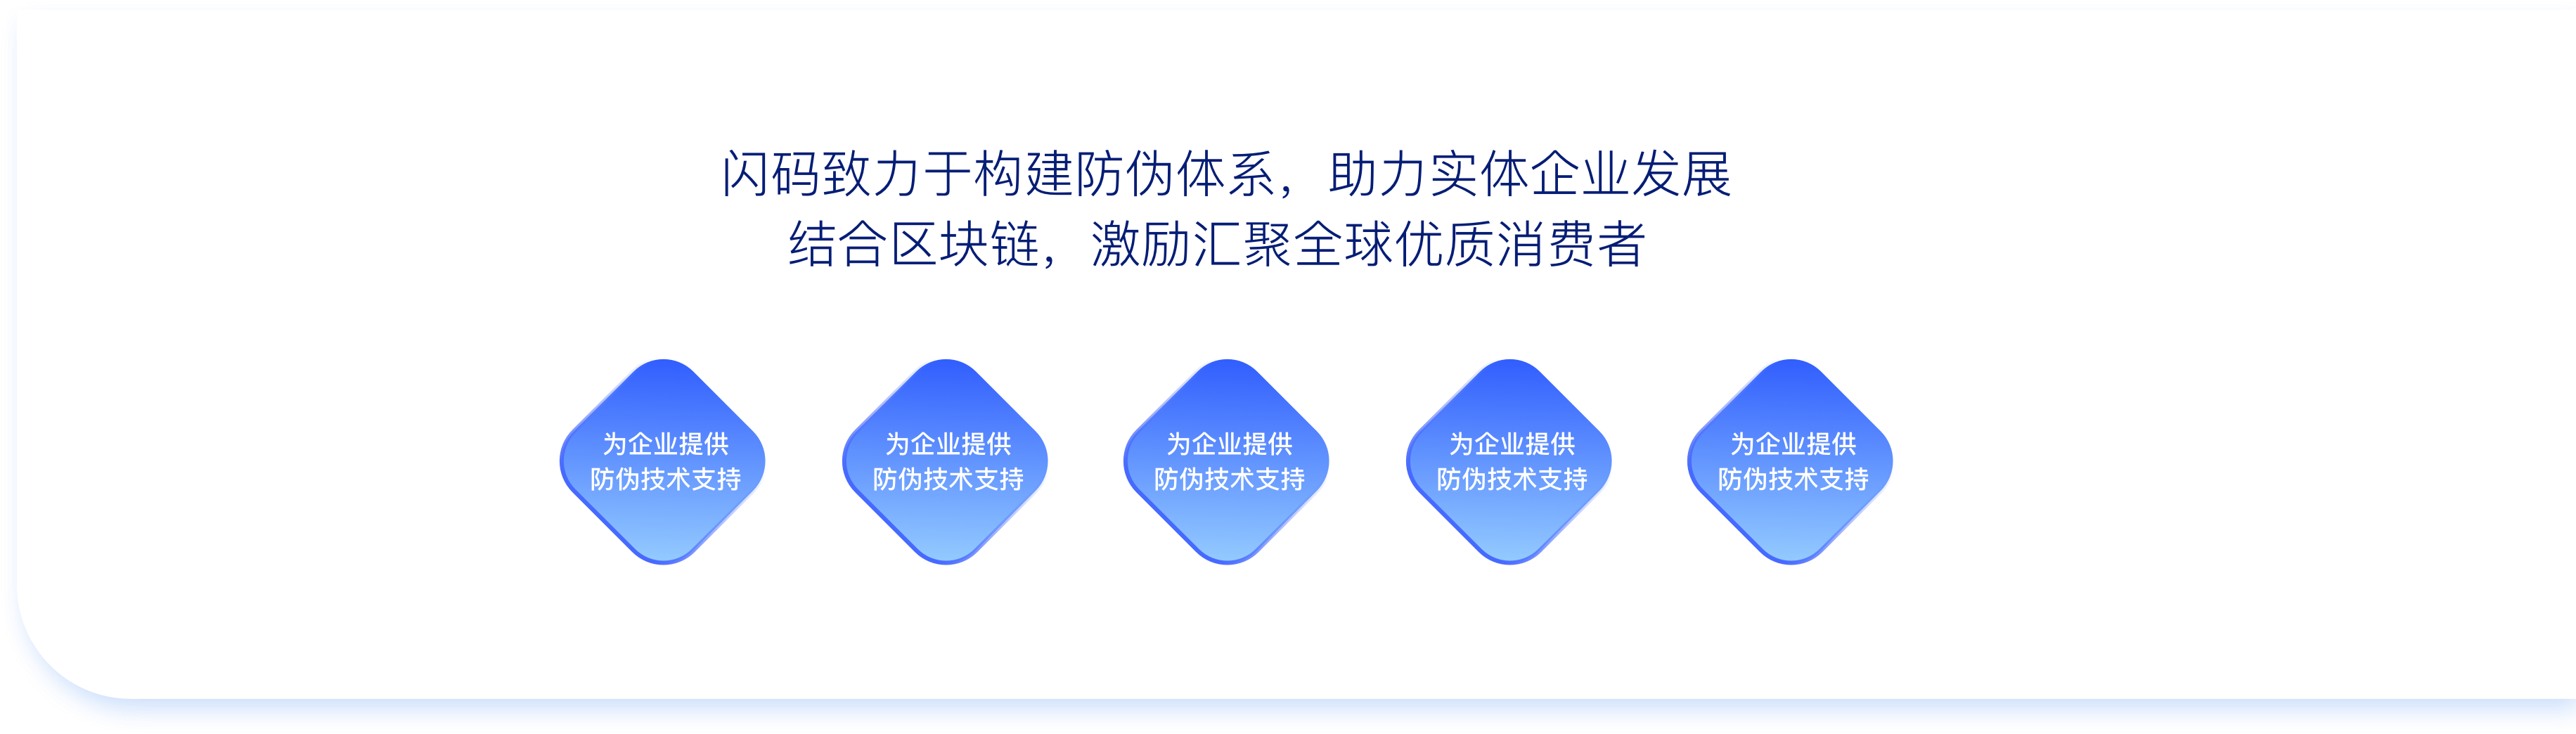 闪码致力于构建防伪体系，助力实体企业发展
结合区块链，激励汇聚全球优质消费者
为企业提供
防伪技术支持
为企业提供
防伪技术支持
为企业提供
防伪技术支持
为企业提供
防伪技术支持
为企业提供
防伪技术支持